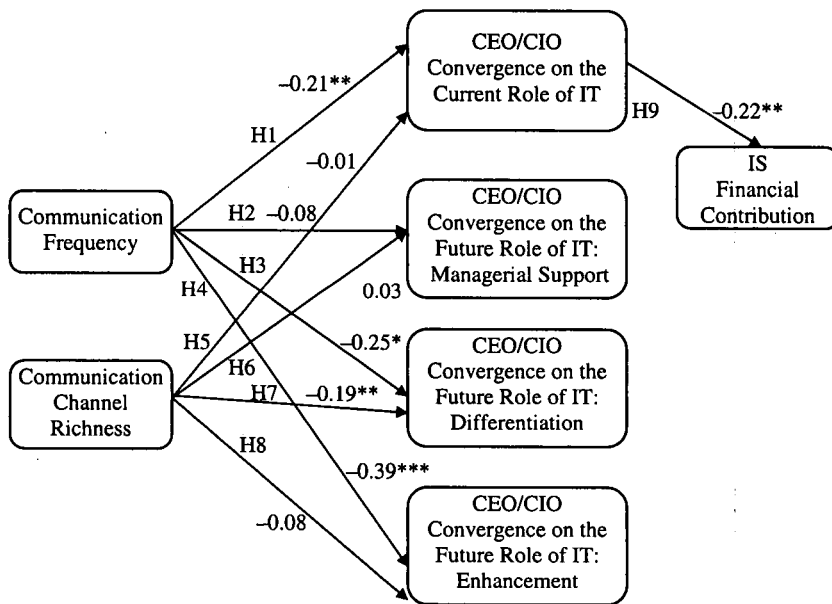 CEO/CIO
Convergence on the
Current Role of IT
–0.21**
H1
–0.01
H9
–0.22**
IS
Financial
Contribution
Communication
Frequency
H2
–0.08
CEO/CIO
Convergence on the
Future Role of IT:
Managerial Support
H3
H4
0.03
H5
H6
–0.25*
Communication
Channel
Richness
H7
–0.19**
CEO/CIO
Convergence on the
Future Role of IT:
Differentiation
H8
–0.39***
–0.08
CEO/CIO
Convergence on the
Future Role of IT:
Enhancement